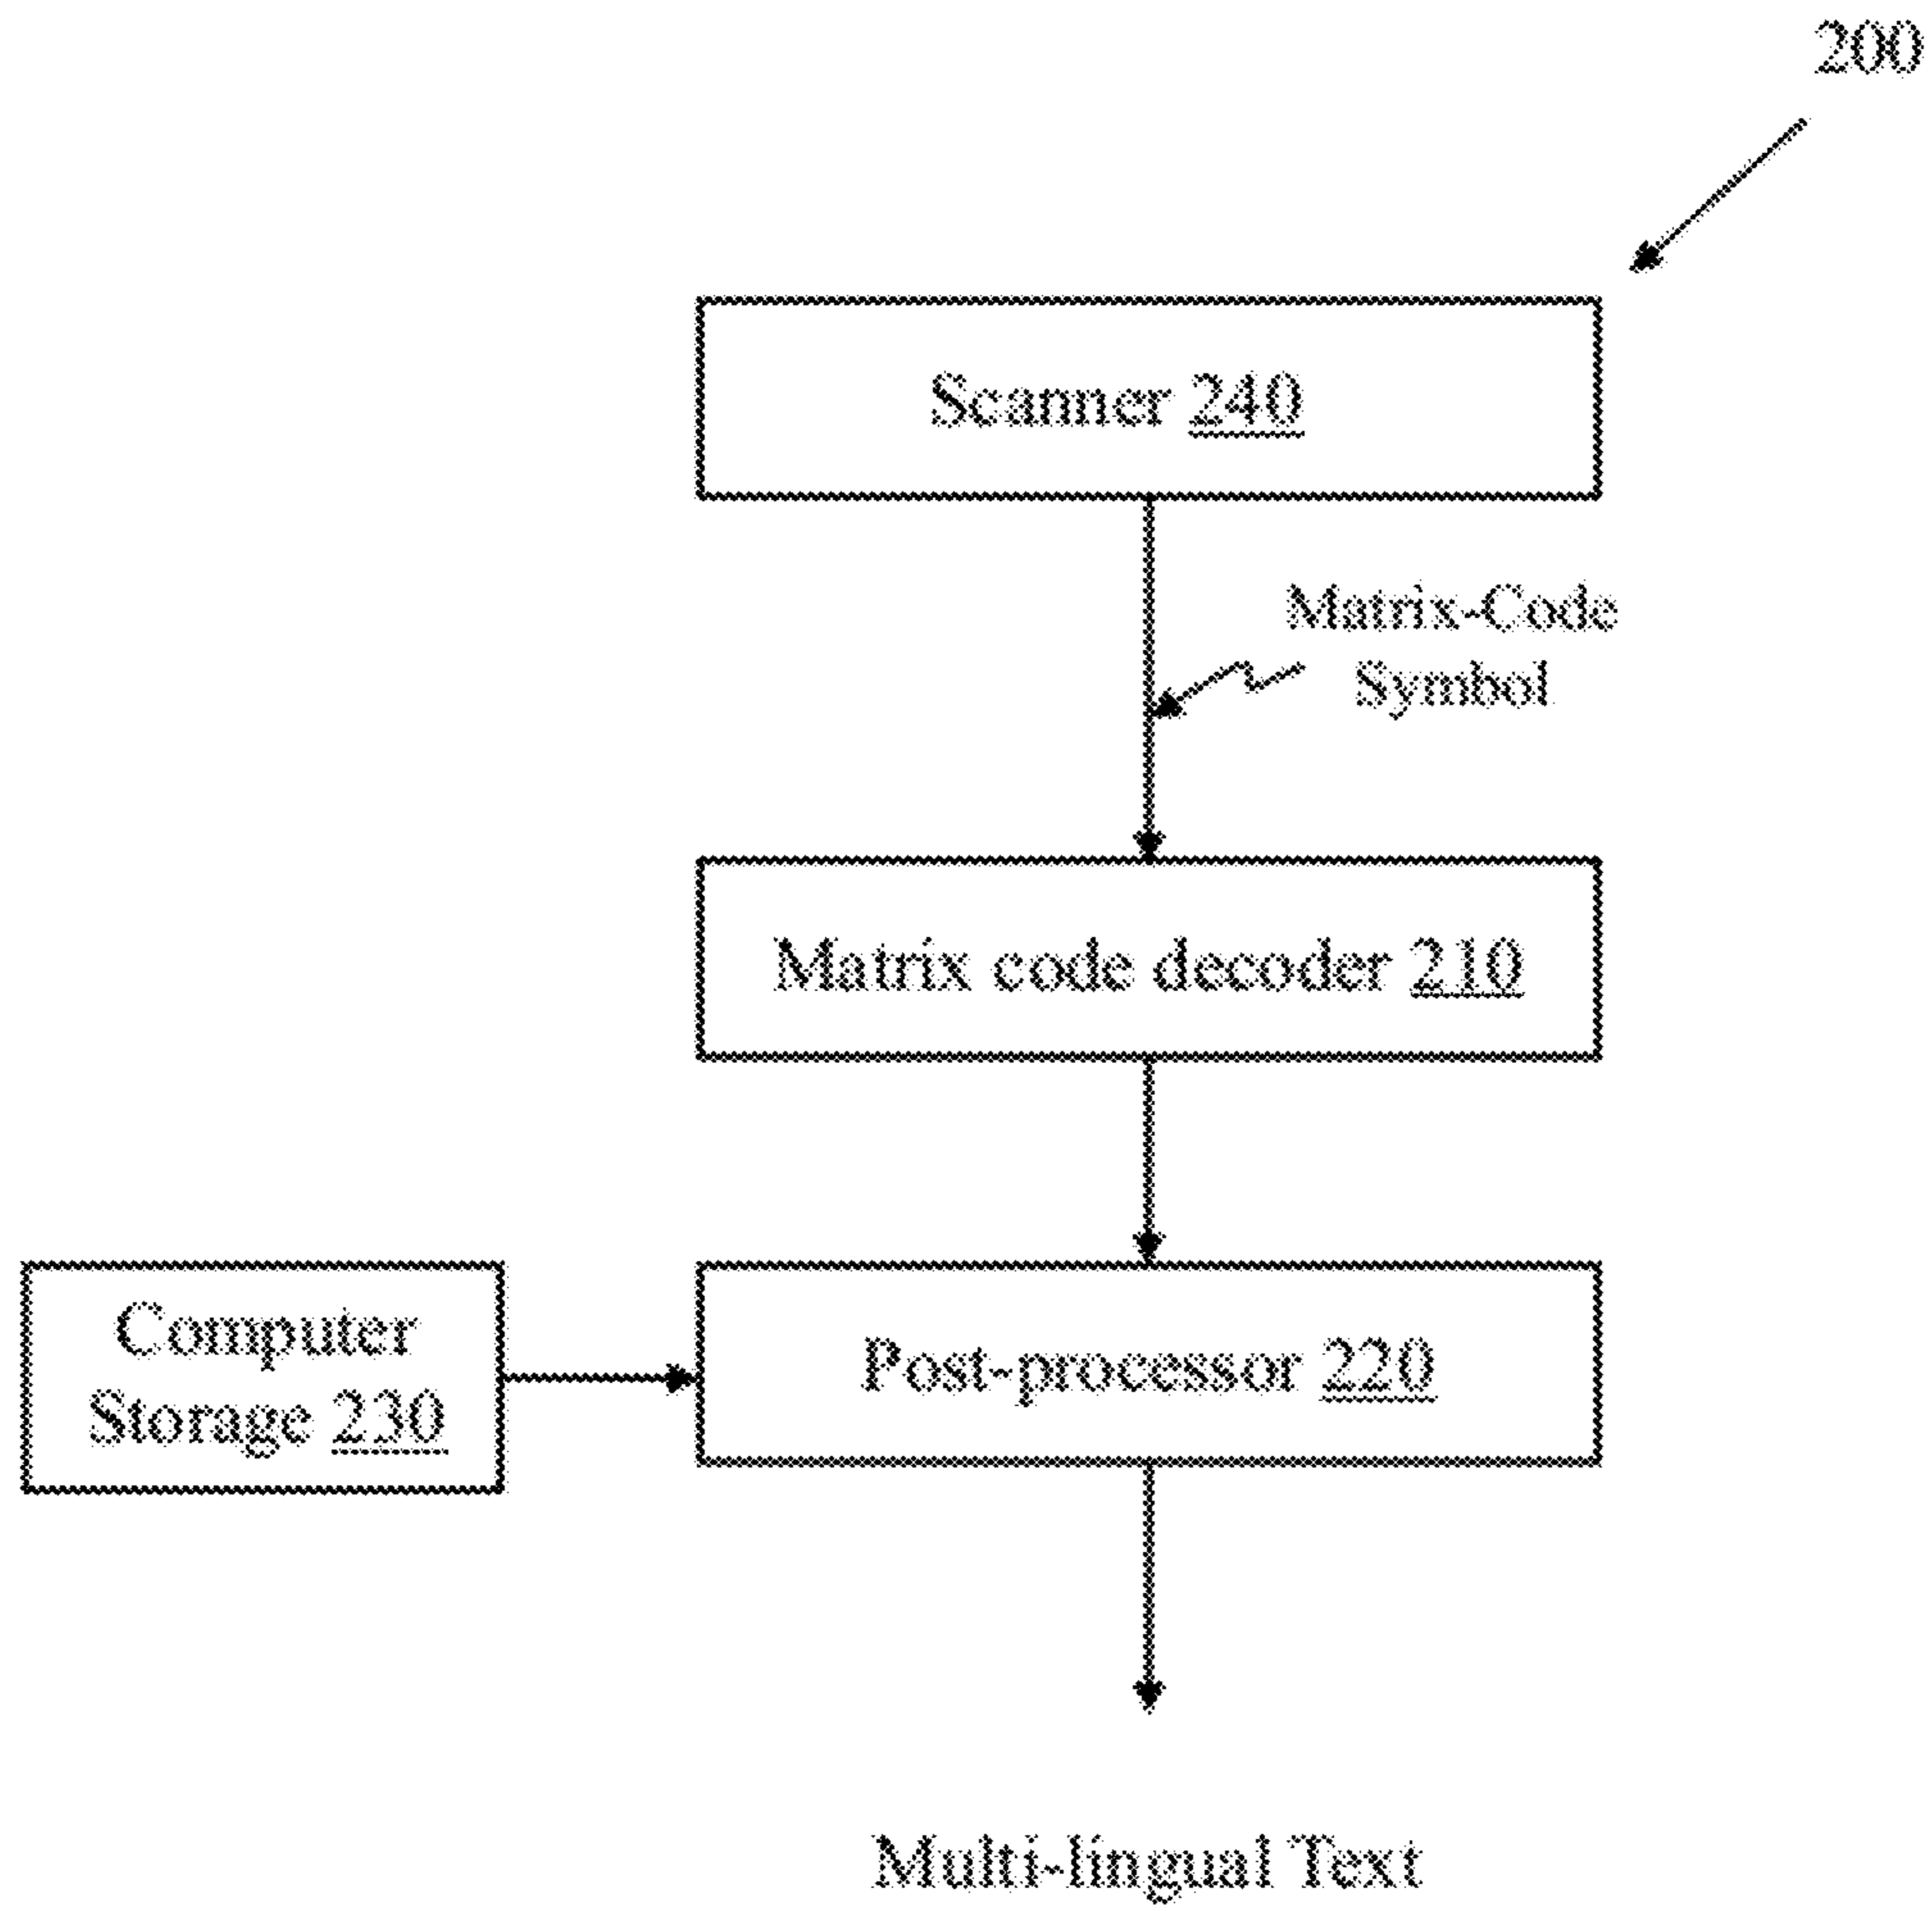 200
Scanner 240
Matrix-Code
Symbol
Matrix code decoder 210
Computer
Storage 230
Post-processor 220
Multi-lingual Text